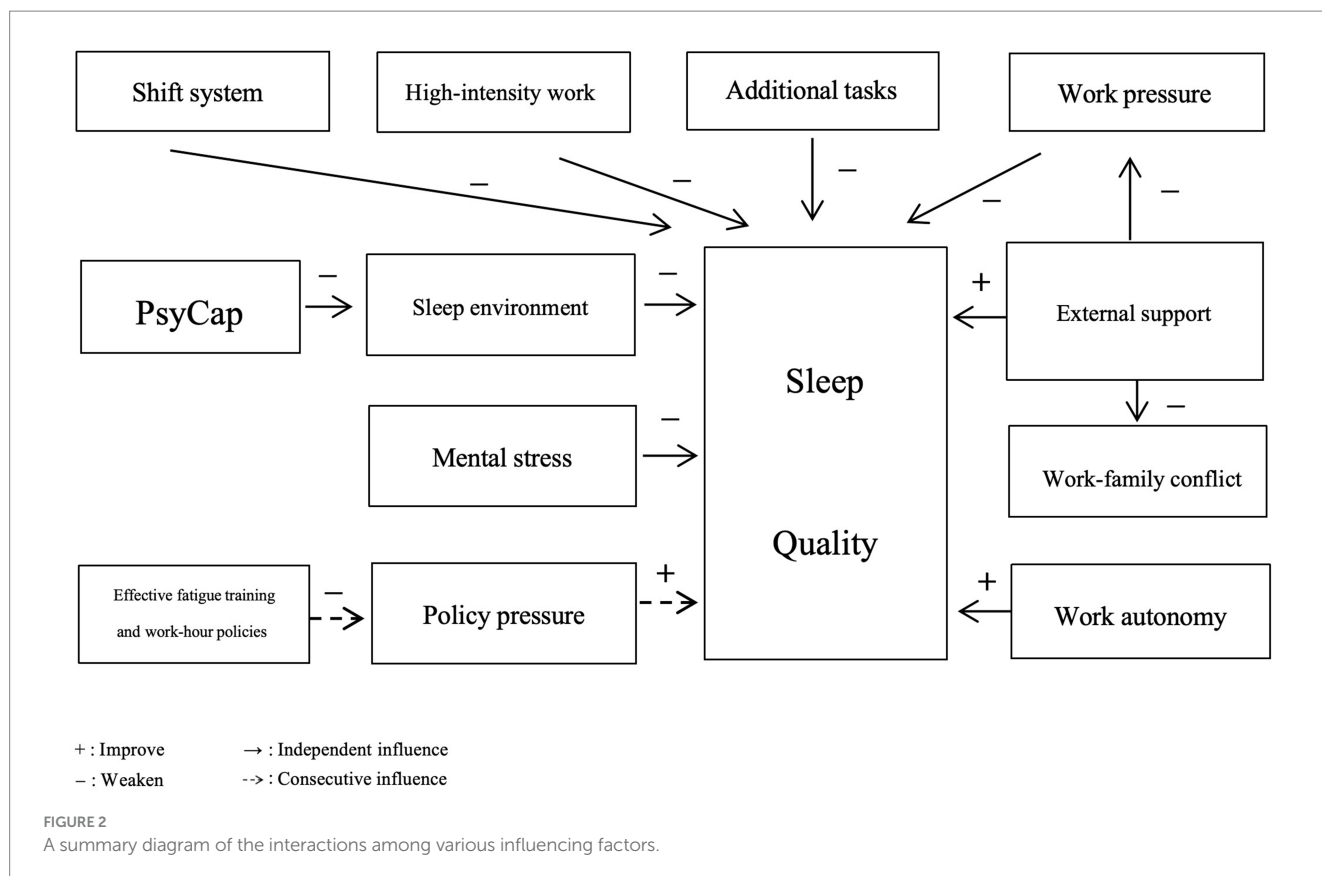 Shift system
High-intensity work
Additional tasks
Work pressure
–
–
–
–
–
PsyCap
–
Sleep environment
–
Sleep
Quality
+
External support
Mental stress
–
–
Work-family conflict
Effective fatigue training
and work-hour policies
–
Policy pressure
+
+
Work autonomy
+ : Improve
→ : Independent influence
– : Weaken
--> : Consecutive influence
FIGURE 2
A summary diagram of the interactions among various influencing factors.